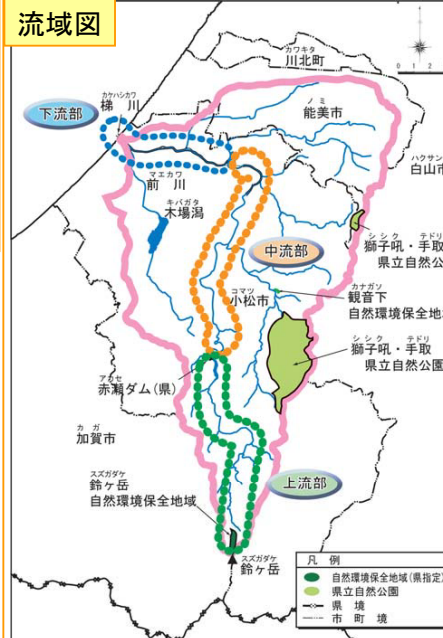 流域図
カワキタ
川北町
0 1 2
下流部
カケハシカワ
梯川
ノミ
能美市
ハクサン
白山市
マエカワ
前川
キバガタ
木場潟
シシク テドリ
獅子吼・手取
県立自然公園
中流部
コマツ
小松市
カナガソ
観音下
自然環境保全地域
シシク テドリ
獅子吼・手取
県立自然公園
アカセ
赤瀬ダム(県)
カガ
加賀市
スズガダケ
鈴ヶ岳
自然環境保全地域
上流部
スズガダケ
鈴ヶ岳
凡例
自然環境保全地域(県指定)
県立自然公園
県境
市町境